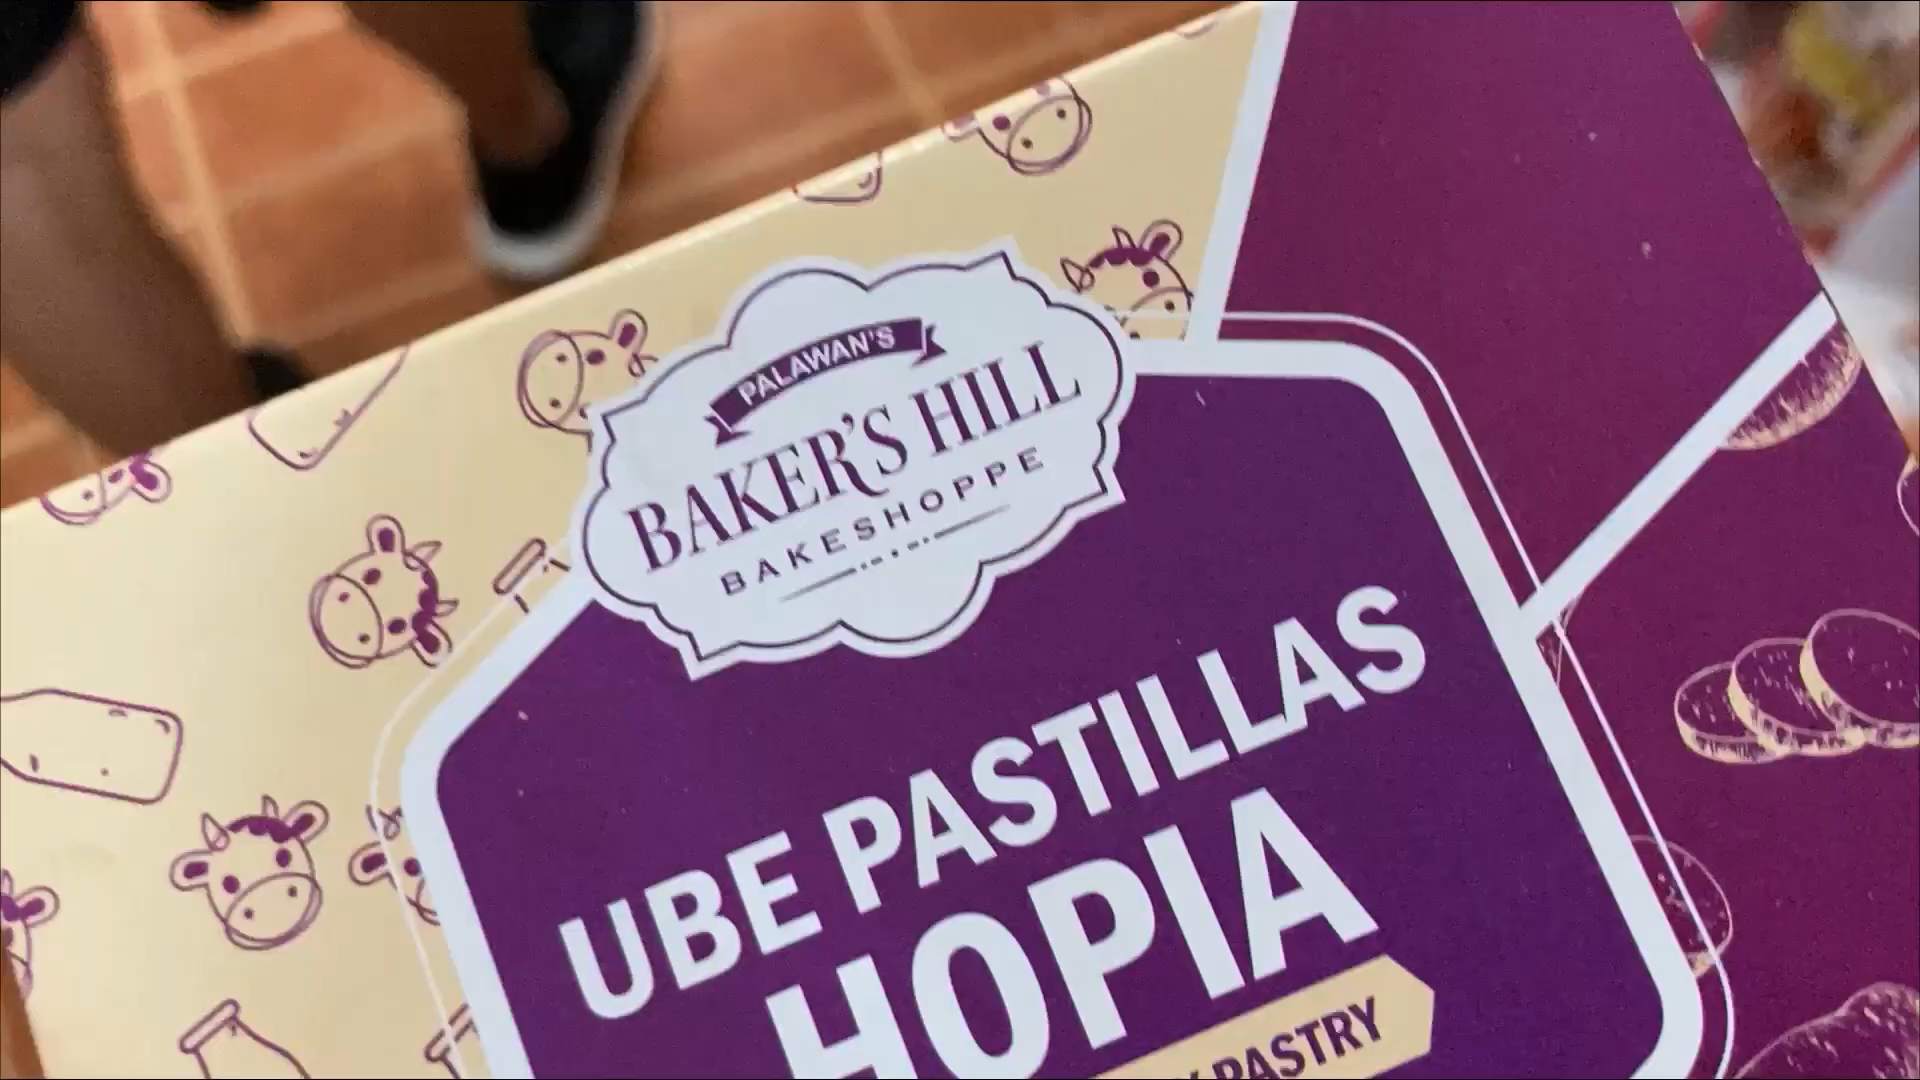 PALAWAN'S
BAKER'S HILL
BAKESHOPPE
UBE PASTILLAS
HOPIA
PASTRY